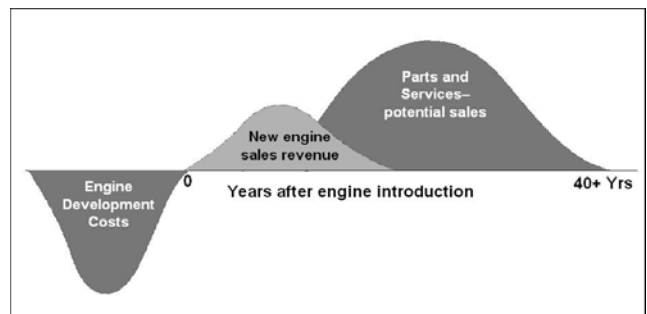 Parts and
Services–
potential sales
New engine
sales revenue
Engine
Development
Costs
0
Years after engine introduction
40+ Yrs